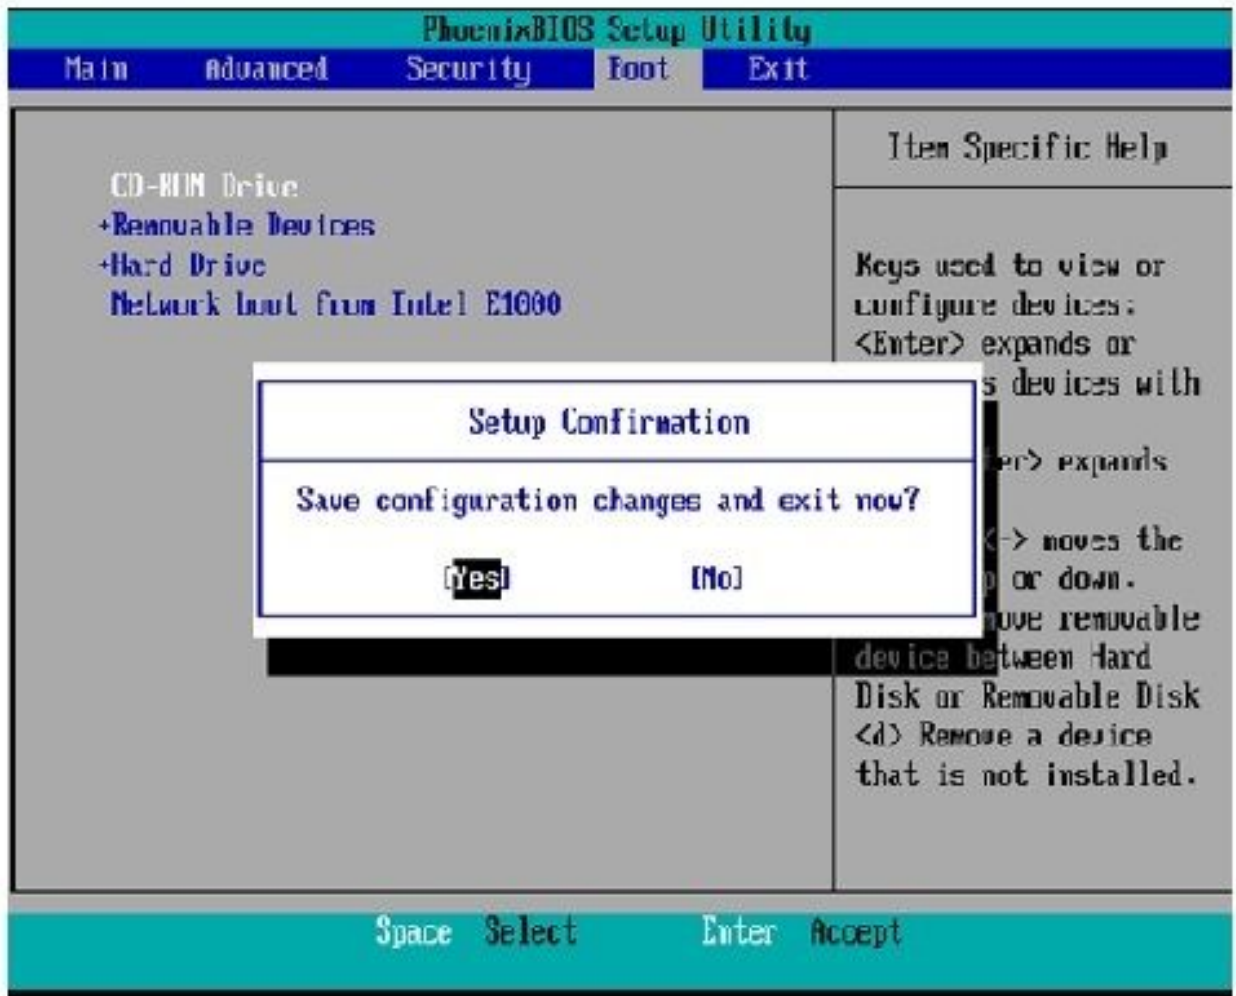 PhoenixBIOS Setup Utility
Main Advanced Security Boot Exit
CD-ROM Drive
+Removable Devices
+Hard Drive
Network boot from Intel E1000
Item Specific Help
Keys used to view or
configure devices:
<Enter> expands or
s devices with
er> expands
<-> moves the
p or down.
move removable
device between Hard
Disk or Removable Disk
<d> Remove a device
that is not installed.
Setup Confirmation
Save configuration changes and exit now?
[Yes] [No]
Space Select Enter Accept